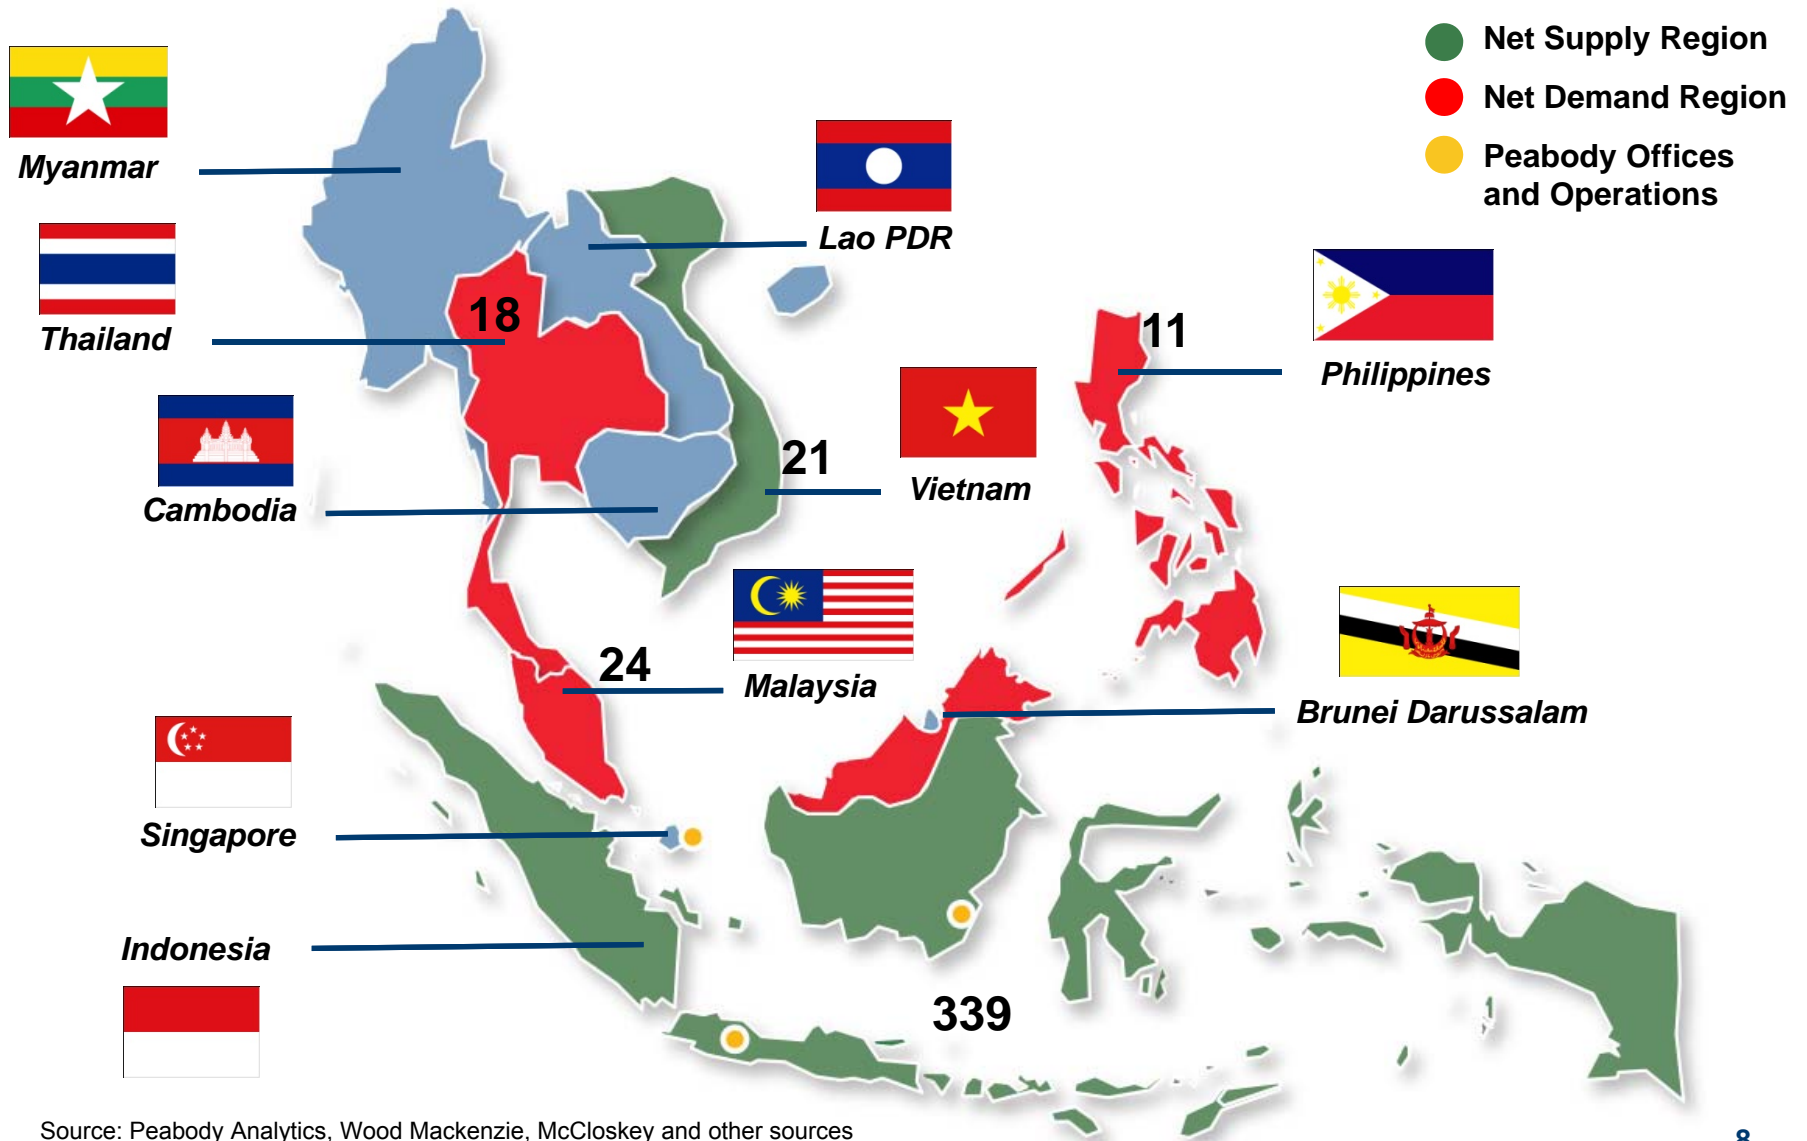 Net Supply Region
Net Demand Region
Peabody Offices
and Operations
Myanmar
Lao PDR
Thailand
18
11
Philippines
Cambodia
21
Vietnam
24
Malaysia
Brunei Darussalam
Singapore
Indonesia
339
Source: Peabody Analytics, Wood Mackenzie, McCloskey and other sources
8